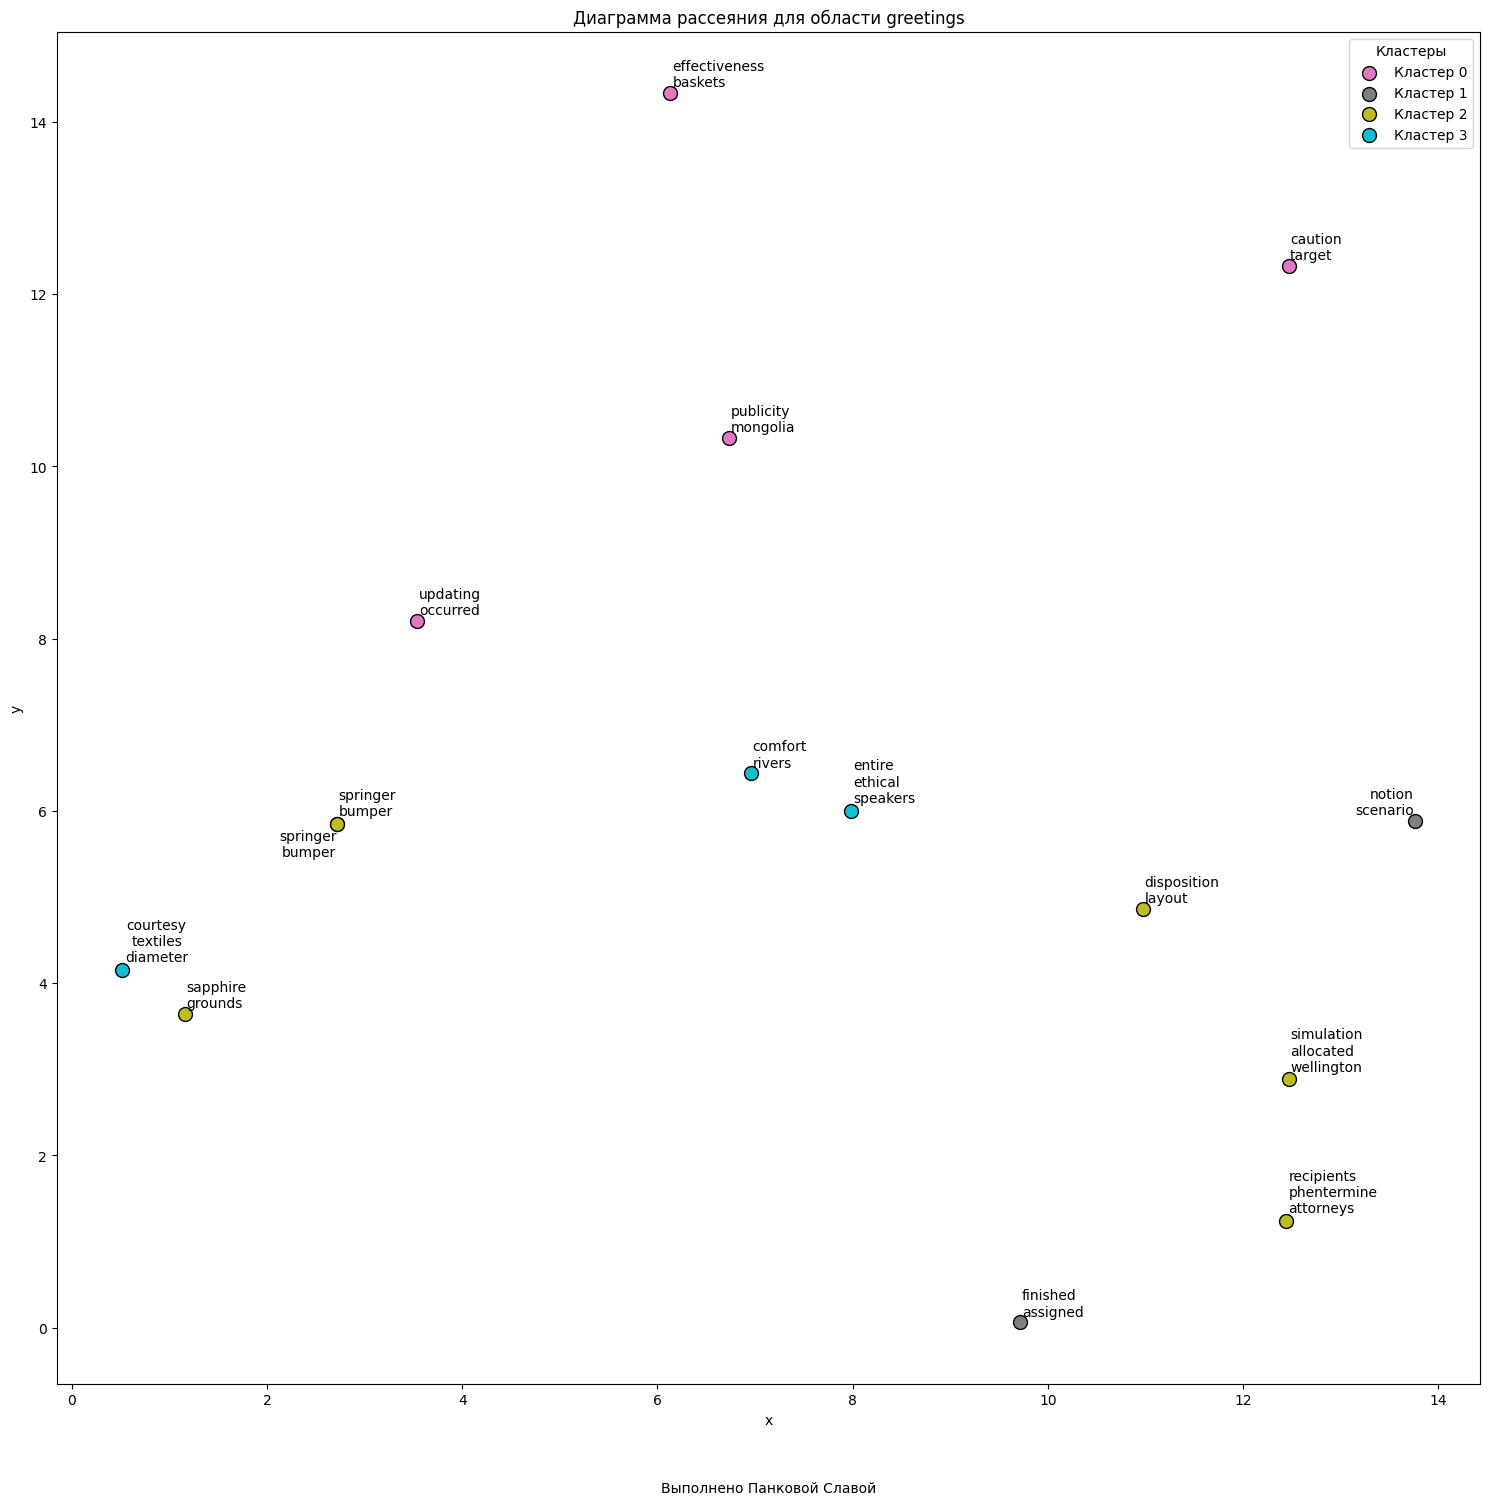 Диаграмма рассеяния для области greetings
Кластеры
Кластер 0
Кластер 1
Кластер 2
Кластер 3
effectiveness
baskets
caution
target
publicity
mongolia
updating
occurred
comfort
rivers
entire
ethical
speakers
notion
scenario
springer
bumper
springer
bumper
disposition
layout
courtesy
textiles
diameter
sapphire
grounds
simulation
allocated
wellington
recipients
phentermine
attorneys
finished
assigned
14
12
10
8
6
4
2
0
y
0 2 4 6 8 10 12 14
x
Выполнено Панковой Славой